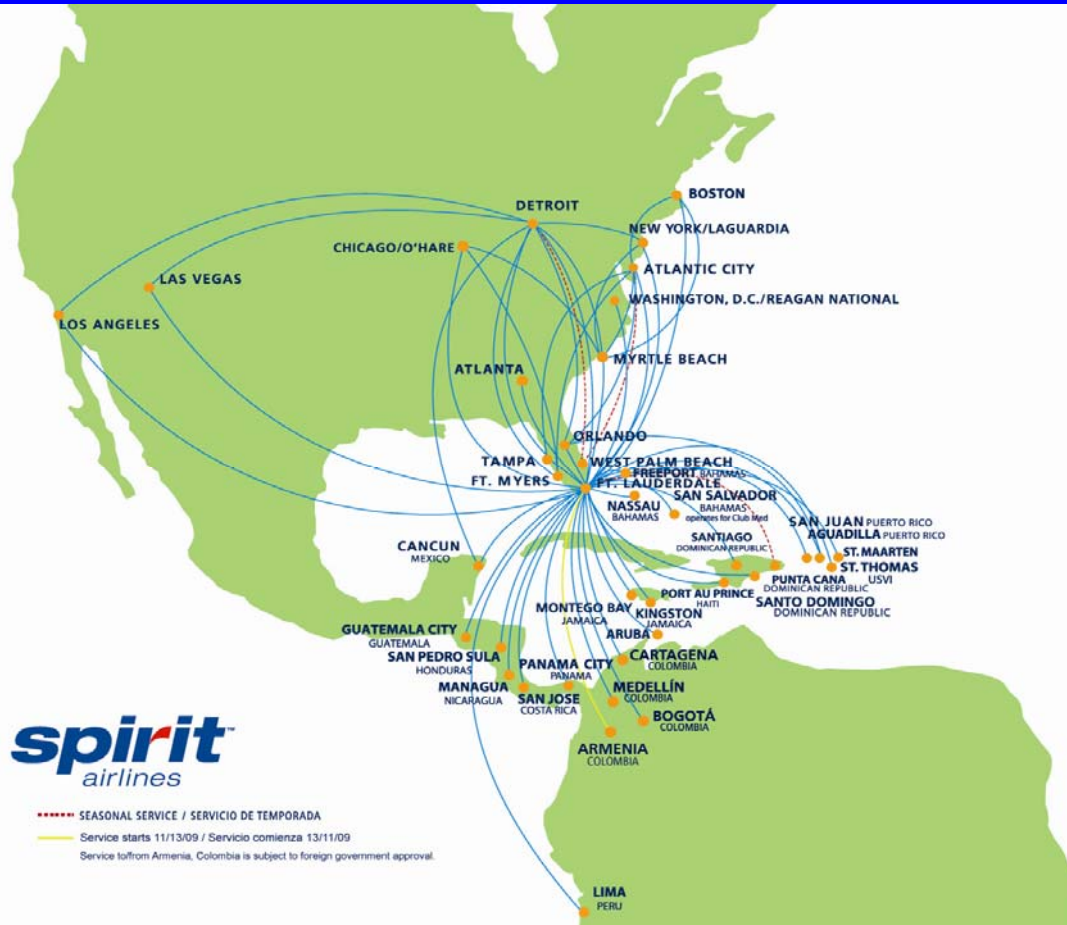 BOSTON
DETROIT
NEW YORK/LAGUARDIA
CHICAGO/O'HARE
ATLANTIC CITY
LAS VEGAS
WASHINGTON, D.C./REAGAN NATIONAL
LOS ANGELES
MYRTLE BEACH
ATLANTA
ORLANDO
TAMPA
WEST PALM BEACH
FREEPORT BAHAMAS
FT. MYERS
FT. LAUDERDALE
NASSAU
BAHAMAS
SAN SALVADOR
BAHAMAS
operates for Club Med
SAN JUAN PUERTO RICO
AGUADILLA PUERTO RICO
SANTIAGO
DOMINICAN REPUBLIC
CANCUN
MEXICO
ST. MAARTEN
ST. THOMAS
USVI
PUNTA CANA
DOMINICAN REPUBLIC
PORT AU PRINCE
HAITI
SANTO DOMINGO
DOMINICAN REPUBLIC
MONTEGO BAY
JAMAICA
KINGSTON
JAMAICA
ARUBA
GUATEMALA CITY
GUATEMALA
SAN PEDRO SULA
HONDURAS
PANAMA CITY
PANAMA
CARTAGENA
COLOMBIA
MANAGUA
NICARAGUA
SAN JOSE
COSTA RICA
MEDELLÍN
COLOMBIA
BOGOTÁ
COLOMBIA
ARMENIA
COLOMBIA
spirit™
airlines
SEASONAL SERVICE / SERVICIO DE TEMPORADA
Service starts 11/13/09 / Servicio comienza 13/11/09
Service to/from Armenia, Colombia is subject to foreign government approval.
LIMA
PERU